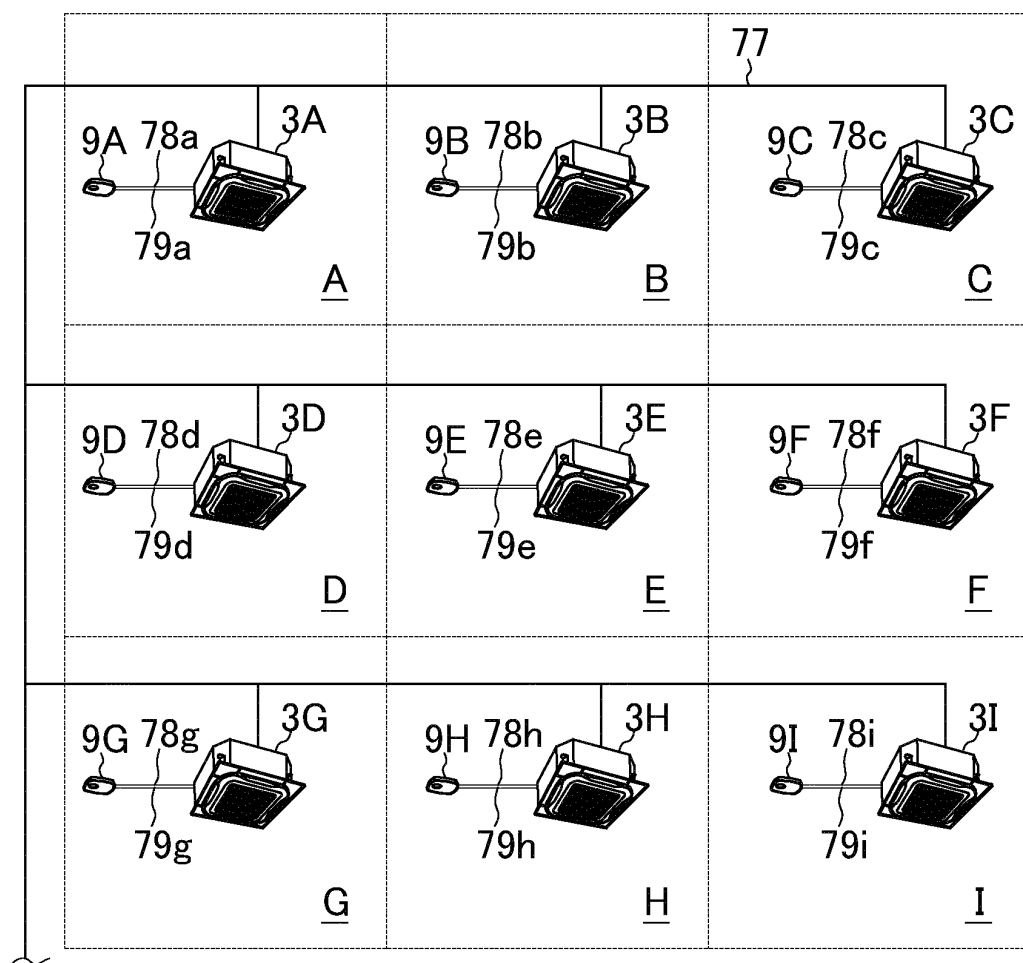 77
9A 78a 3A 9B 78b 3B 9C 78c 3C
79a 79b 79c
A B C
9D 78d 3D 9E 78e 3E 9F 78f 3F
79d 79e 79f
D E F
9G 78g 3G 9H 78h 3H 9I 78i 3I
79g 79h 79i
G H I